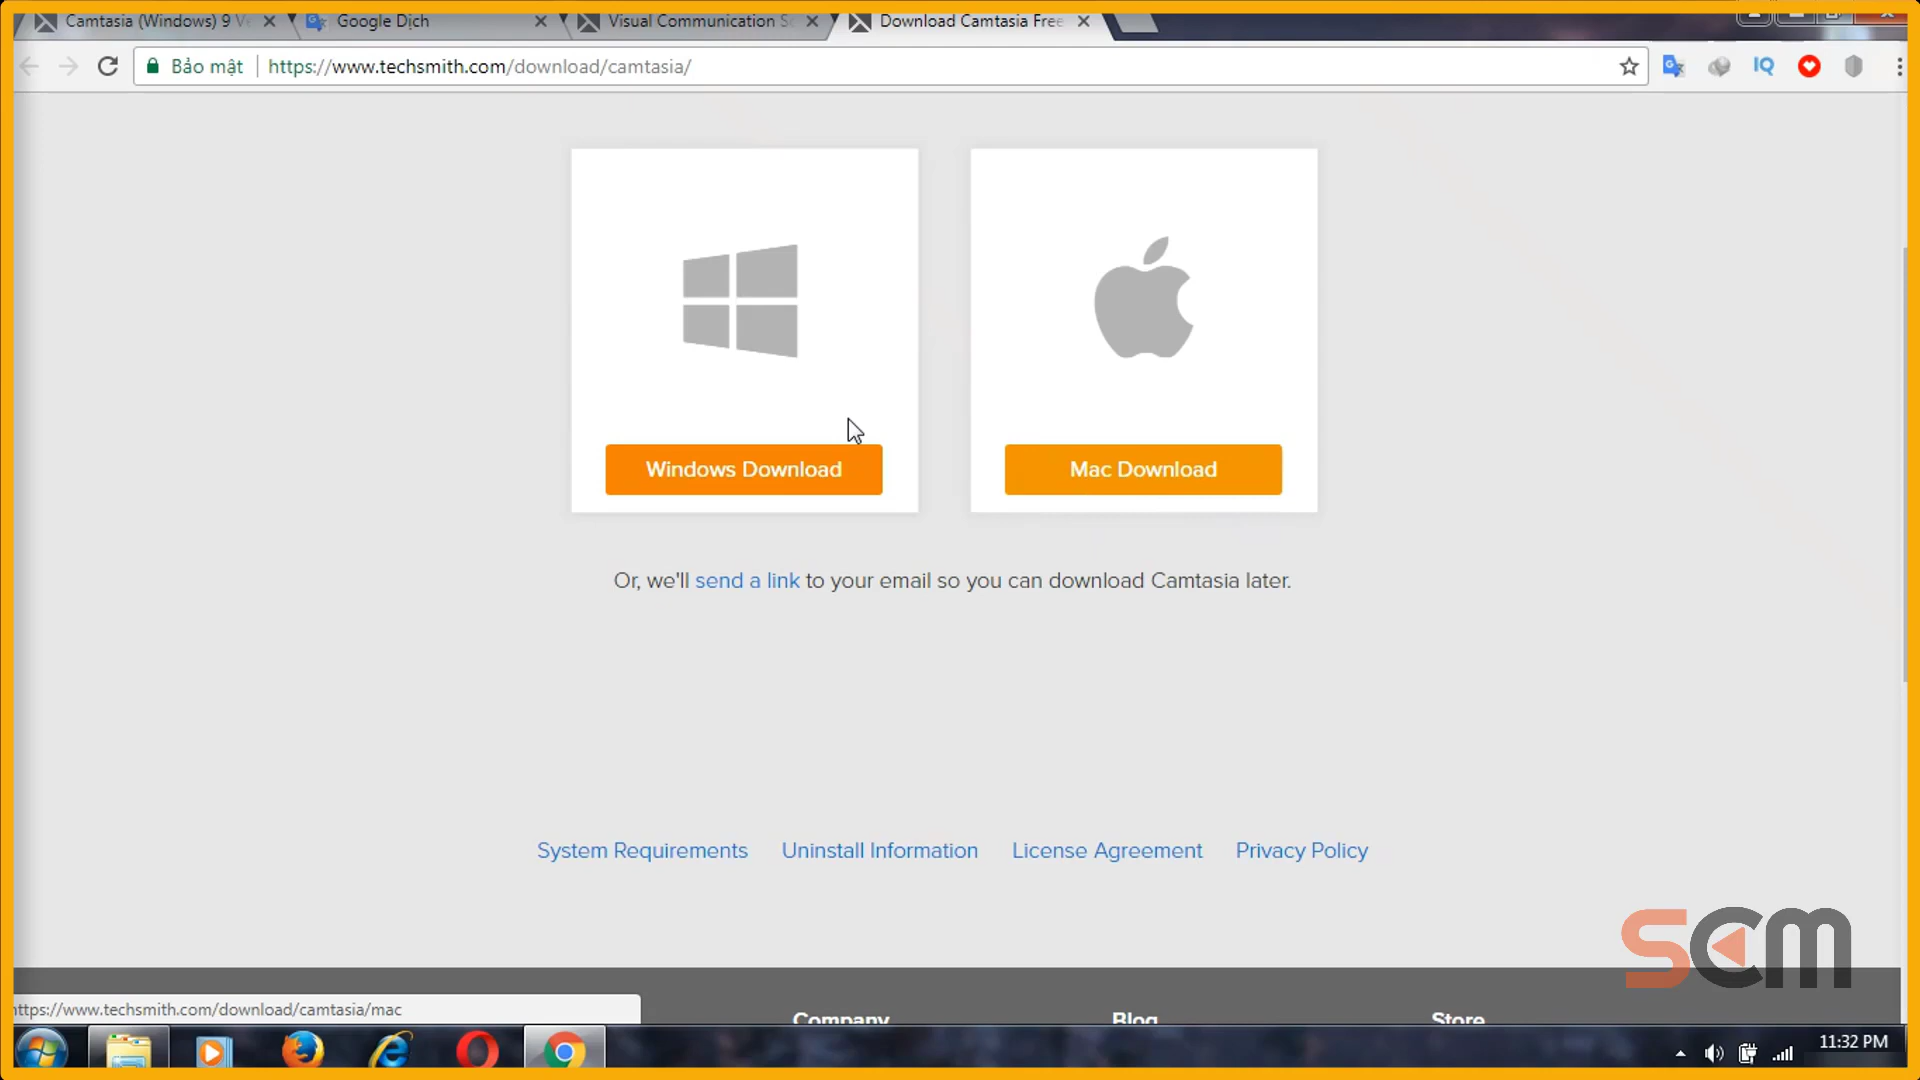 Camtasia (Windows) 9 Ve
Google Dịch
Visual Communication S
Download Camtasia Free
Bảo mật
https://www.techsmith.com/download/camtasia/
IQ
Windows Download
Mac Download
Or, we'll send a link to your email so you can download Camtasia later.
System Requirements
Uninstall Information
License Agreement
Privacy Policy
SCM
https://www.techsmith.com/download/camtasia/mac
Company
Blog
Store
11:32 PM